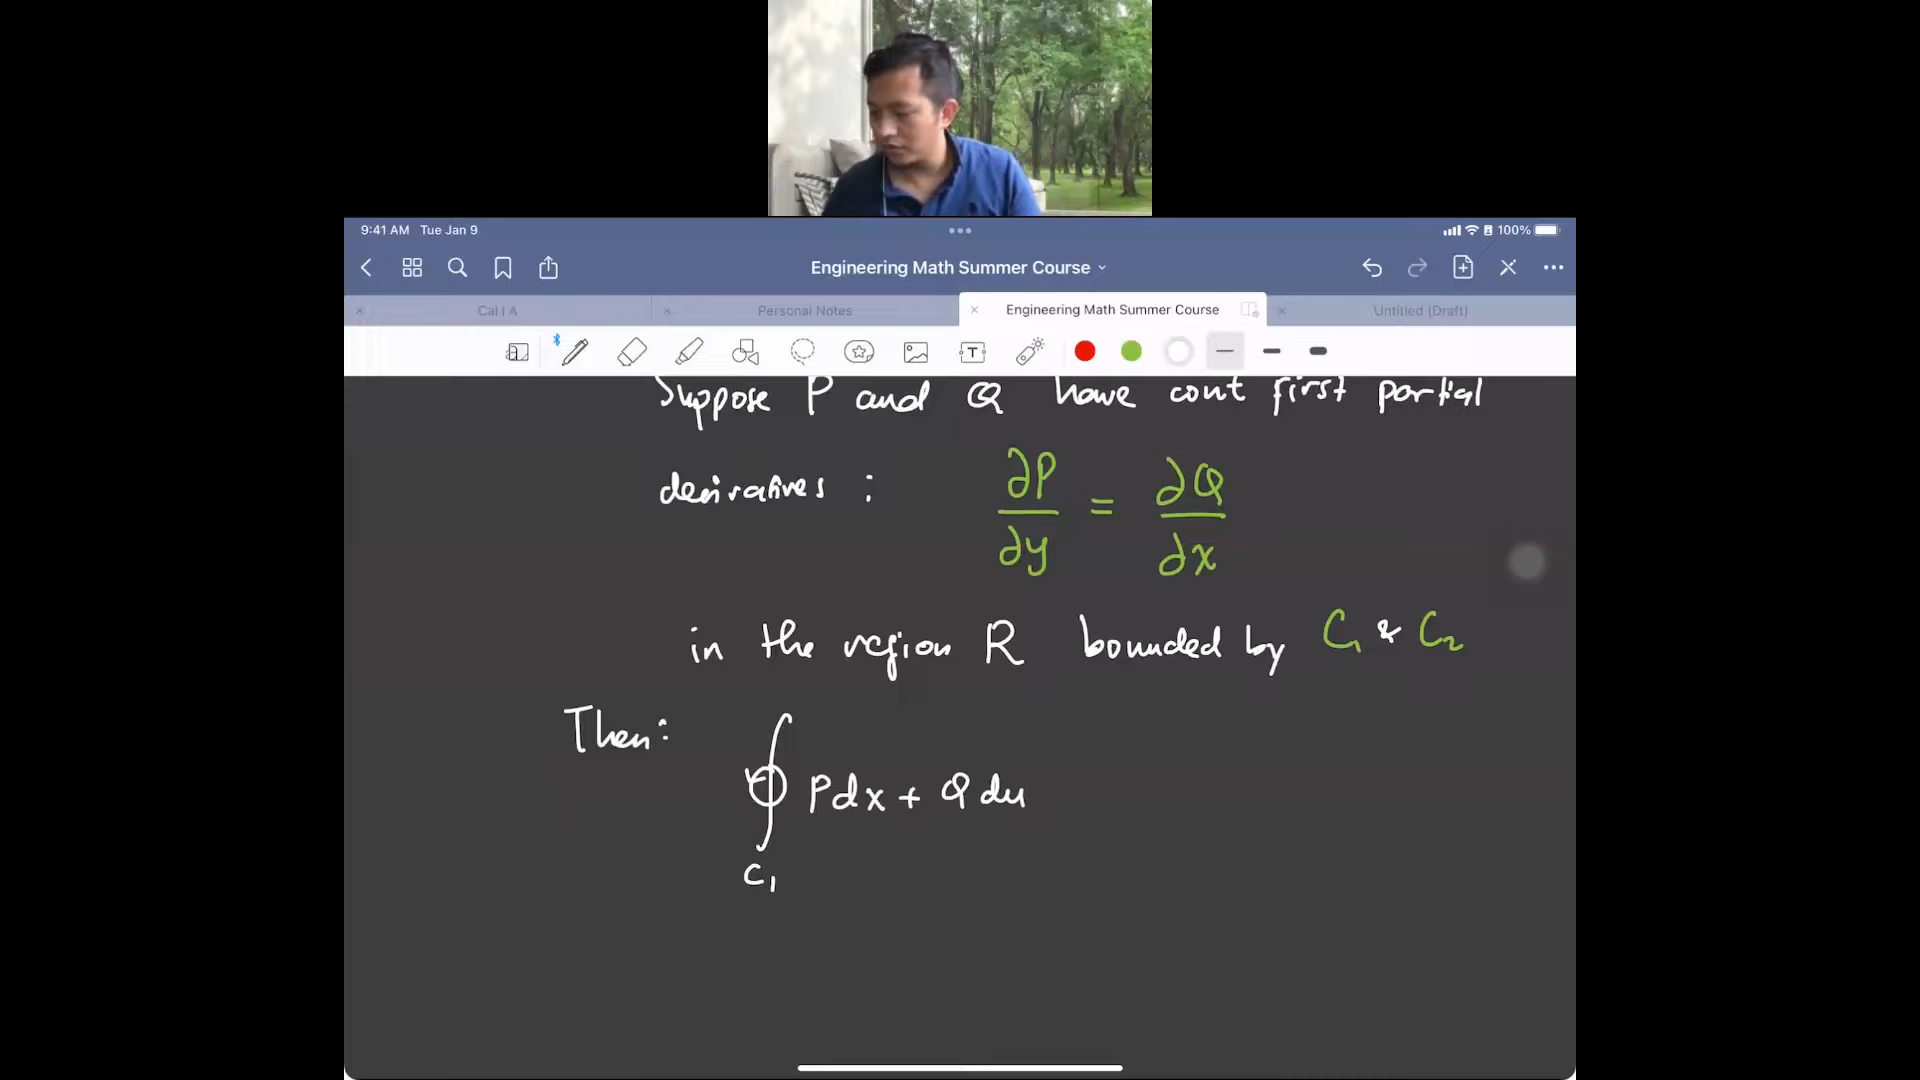 9:41 AM Tue Jan 9
100%
Engineering Math Summer Course
Cal I A
Personal Notes
Engineering Math Summer Course
Untitled (Draft)
Suppose P and Q have cont first partial
derivatives : ∂P/∂y = ∂Q/∂x
in the region R bounded by C₁ & C₂
Then:
∮ Pdx + Qdy
C₁